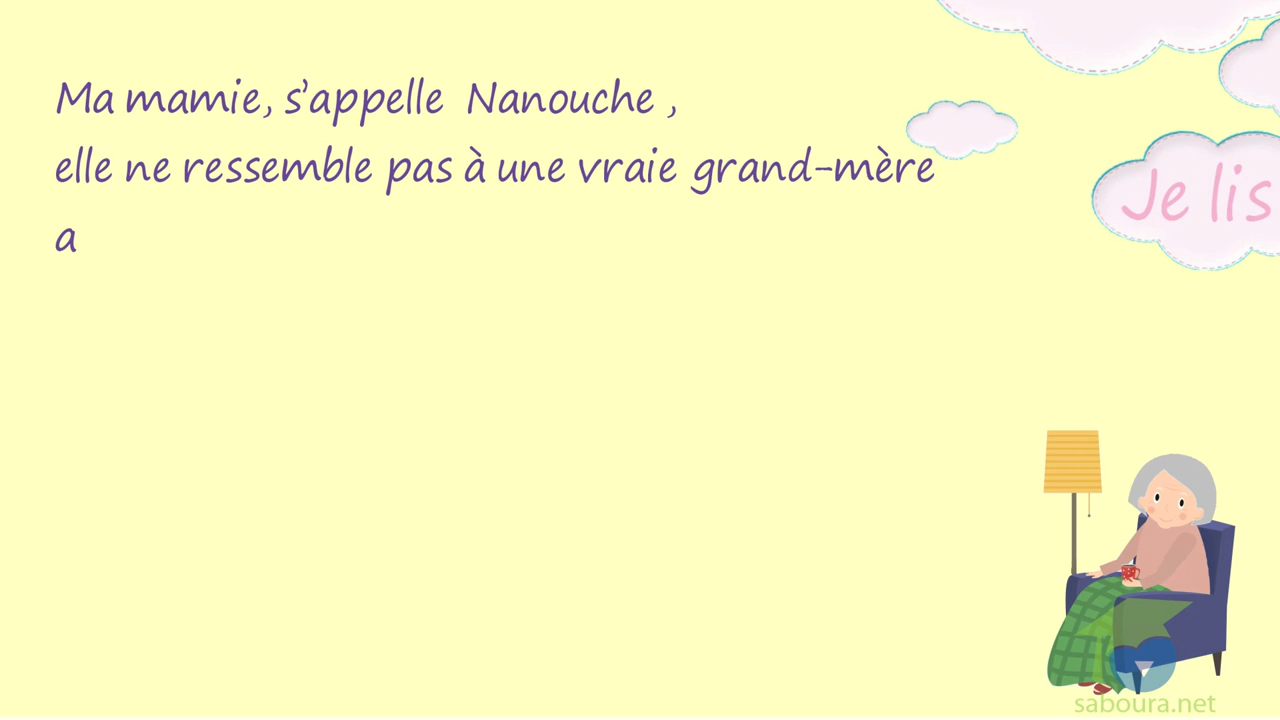 Ma mamie, s'appelle Nanouche ,
elle ne ressemble pas à une vraie grand-mère
a
Je lis
saboura.net